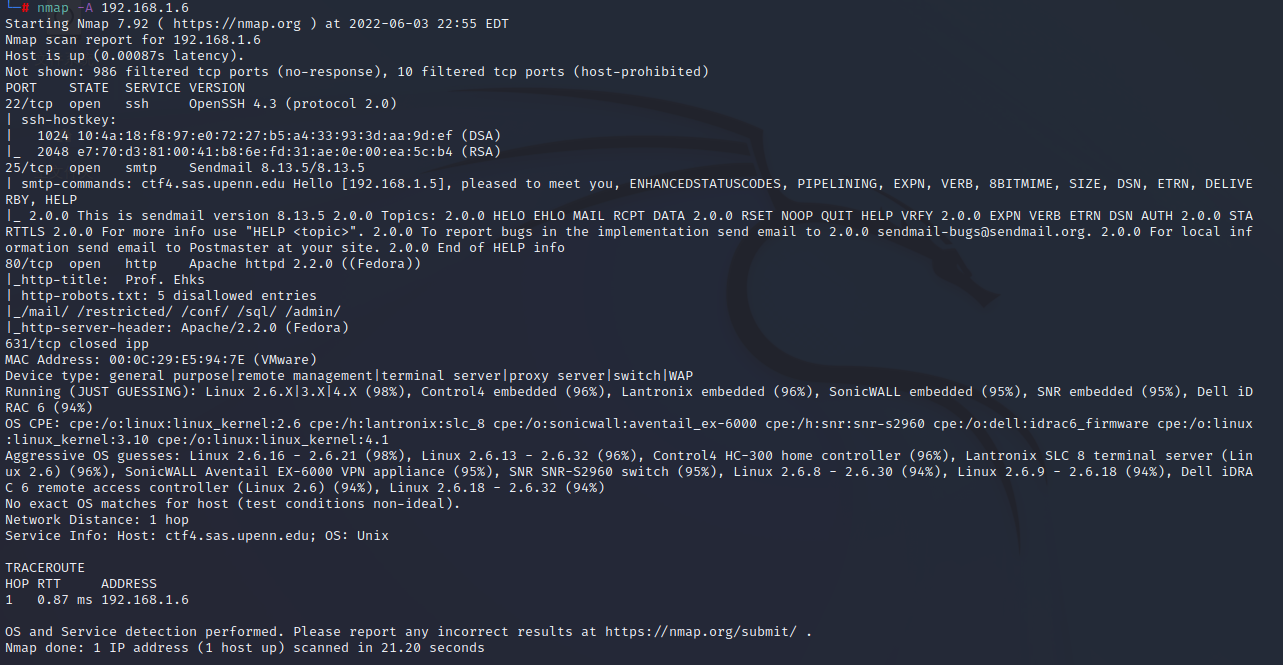 └─# nmap -A 192.168.1.6
Starting Nmap 7.92 ( https://nmap.org ) at 2022-06-03 22:55 EDT
Nmap scan report for 192.168.1.6
Host is up (0.00087s latency).
Not shown: 986 filtered tcp ports (no-response), 10 filtered tcp ports (host-prohibited)
PORT    STATE  SERVICE VERSION
22/tcp  open   ssh     OpenSSH 4.3 (protocol 2.0)
| ssh-hostkey:
|   1024 10:4a:18:f8:97:e0:72:27:b5:a4:33:93:3d:aa:9d:ef (DSA)
|_  2048 e7:70:d3:81:00:41:b8:6e:fd:31:ae:0e:00:ea:5c:b4 (RSA)
25/tcp  open   smtp    Sendmail 8.13.5/8.13.5
| smtp-commands: ctf4.sas.upenn.edu Hello [192.168.1.5], pleased to meet you, ENHANCEDSTATUSCODES, PIPELINING, EXPN, VERB, 8BITMIME, SIZE, DSN, ETRN, DELIVE
RBY, HELP
|_ 2.0.0 This is sendmail version 8.13.5 2.0.0 Topics: 2.0.0 HELO EHLO MAIL RCPT DATA 2.0.0 RSET NOOP QUIT HELP VRFY 2.0.0 EXPN VERB ETRN DSN AUTH 2.0.0 STA
RTTLS 2.0.0 For more info use "HELP <topic>". 2.0.0 To report bugs in the implementation send email to 2.0.0 sendmail-bugs@sendmail.org. 2.0.0 For local inf
ormation send email to Postmaster at your site. 2.0.0 End of HELP info
80/tcp  open   http    Apache httpd 2.2.0 ((Fedora))
|_http-title:  Prof. Ehks
| http-robots.txt: 5 disallowed entries
|_/mail/ /restricted/ /conf/ /sql/ /admin/
|_http-server-header: Apache/2.2.0 (Fedora)
631/tcp closed ipp
MAC Address: 00:0C:29:E5:94:7E (VMware)
Device type: general purpose|remote management|terminal server|proxy server|switch|WAP
Running (JUST GUESSING): Linux 2.6.X|3.X|4.X (98%), Control4 embedded (96%), Lantronix embedded (96%), SonicWALL embedded (95%), SNR embedded (95%), Dell iD
RAC 6 (94%)
OS CPE: cpe:/o:linux:linux_kernel:2.6 cpe:/h:lantronix:slc_8 cpe:/o:sonicwall:aventail_ex-6000 cpe:/h:snr:snr-s2960 cpe:/o:dell:idrac6_firmware cpe:/o:linux
:linux_kernel:3.10 cpe:/o:linux:linux_kernel:4.1
Aggressive OS guesses: Linux 2.6.16 - 2.6.21 (98%), Linux 2.6.13 - 2.6.32 (96%), Control4 HC-300 home controller (96%), Lantronix SLC 8 terminal server (Lin
ux 2.6) (96%), SonicWALL Aventail EX-6000 VPN appliance (95%), SNR SNR-S2960 switch (95%), Linux 2.6.8 - 2.6.30 (94%), Linux 2.6.9 - 2.6.18 (94%), Dell iDRA
C 6 remote access controller (Linux 2.6) (94%), Linux 2.6.18 - 2.6.32 (94%)
No exact OS matches for host (test conditions non-ideal).
Network Distance: 1 hop
Service Info: Host: ctf4.sas.upenn.edu; OS: Unix
TRACEROUTE
HOP RTT     ADDRESS
1   0.87 ms 192.168.1.6
OS and Service detection performed. Please report any incorrect results at https://nmap.org/submit/ .
Nmap done: 1 IP address (1 host up) scanned in 21.20 seconds